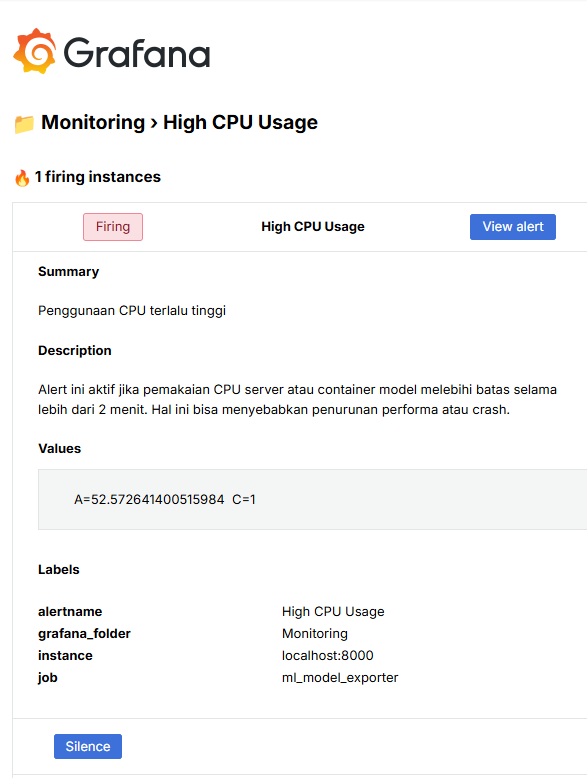 Grafana
Monitoring › High CPU Usage
1 firing instances
Firing High CPU Usage View alert
Summary
Penggunaan CPU terlalu tinggi
Description
Alert ini aktif jika pemakaian CPU server atau container model melebihi batas selama
lebih dari 2 menit. Hal ini bisa menyebabkan penurunan performa atau crash.
Values
A=52.572641400515984 C=1
Labels
alertname High CPU Usage
grafana_folder Monitoring
instance localhost:8000
job ml_model_exporter
Silence